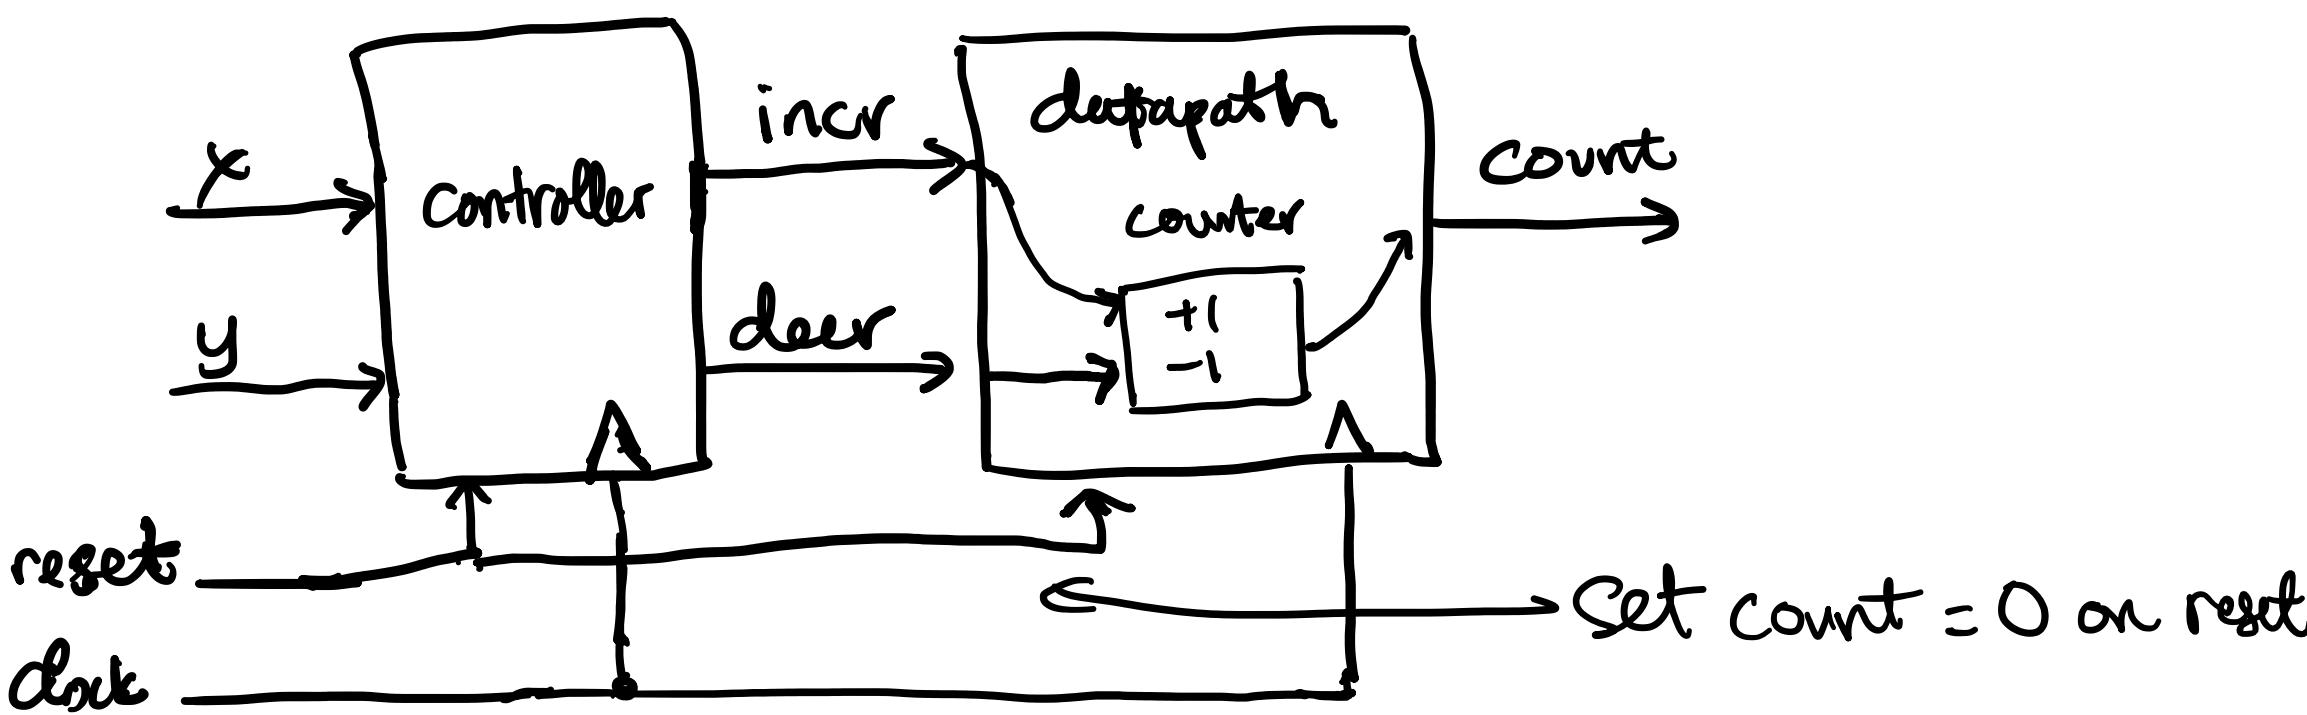 x
y
controller
incr
decr
datapath
counter
+1
-1
count
reset
clock
Set count = 0 on reset